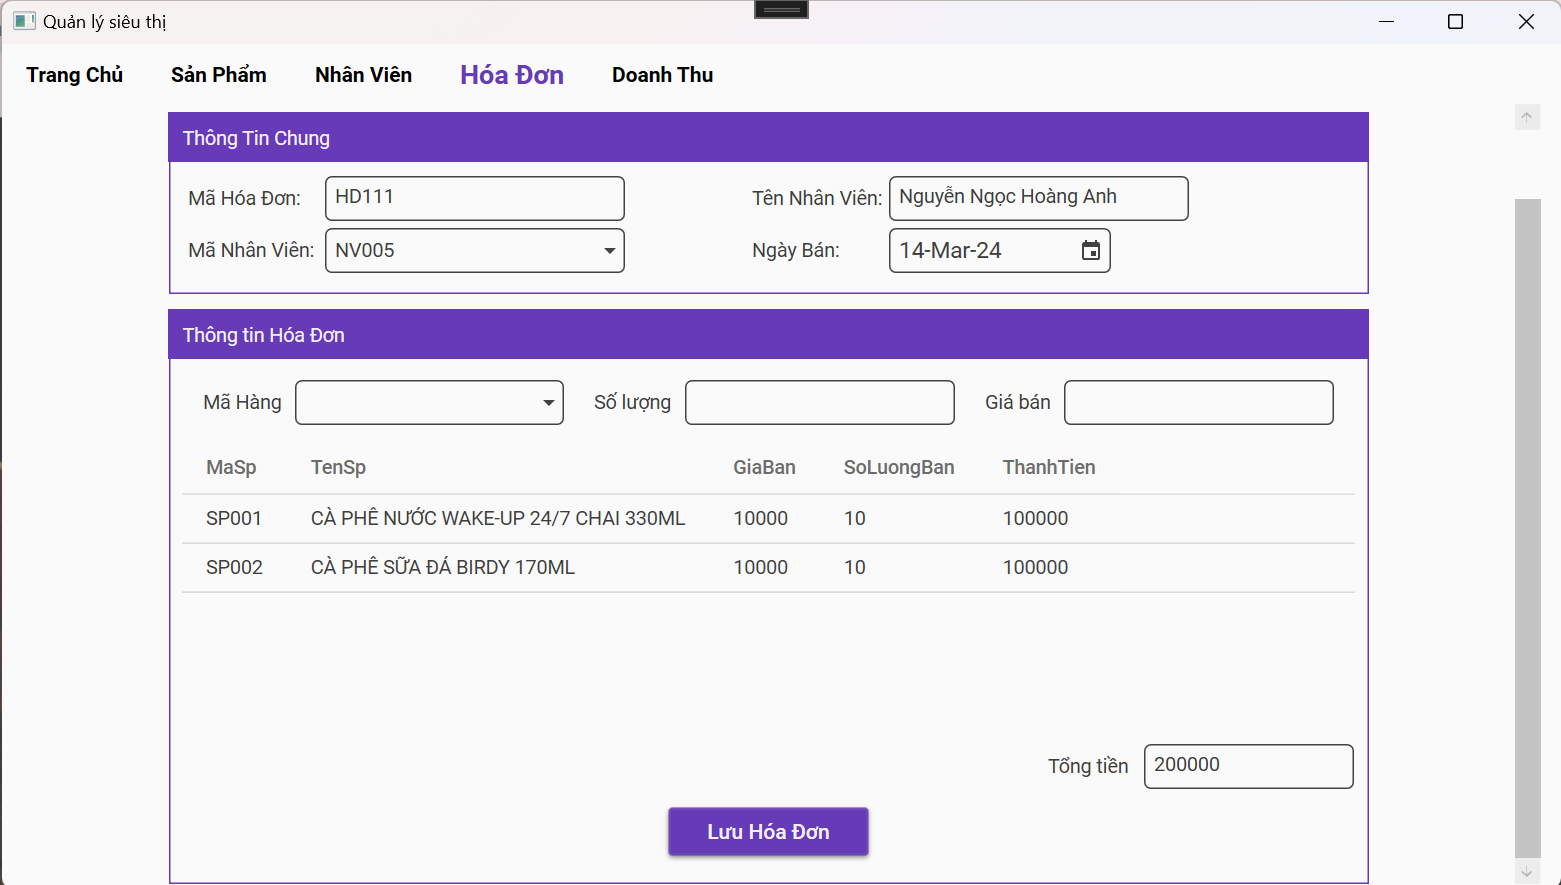 Quản lý siêu thị
Trang Chủ Sản Phẩm Nhân Viên Hóa Đơn Doanh Thu
Thông Tin Chung
Mã Hóa Đơn: HD111 Tên Nhân Viên: Nguyễn Ngọc Hoàng Anh
Mã Nhân Viên: NV005 Ngày Bán: 14-Mar-24
Thông tin Hóa Đơn
Mã Hàng Số lượng Giá bán
MaSp TenSp GiaBan SoLuongBan ThanhTien
SP001 CÀ PHÊ NƯỚC WAKE-UP 24/7 CHAI 330ML 10000 10 100000
SP002 CÀ PHÊ SỮA ĐÁ BIRDY 170ML 10000 10 100000
Tổng tiền 200000
Lưu Hóa Đơn